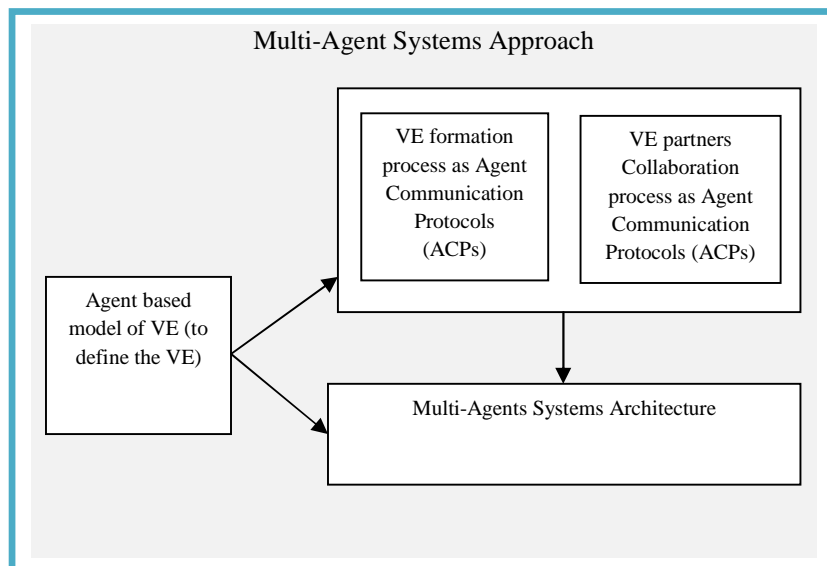 Multi-Agent Systems Approach
VE formation
process as Agent
Communication
Protocols
(ACPs)
VE partners
Collaboration
process as Agent
Communication
Protocols (ACPs)
Agent based
model of VE (to
define the VE)
Multi-Agents Systems Architecture